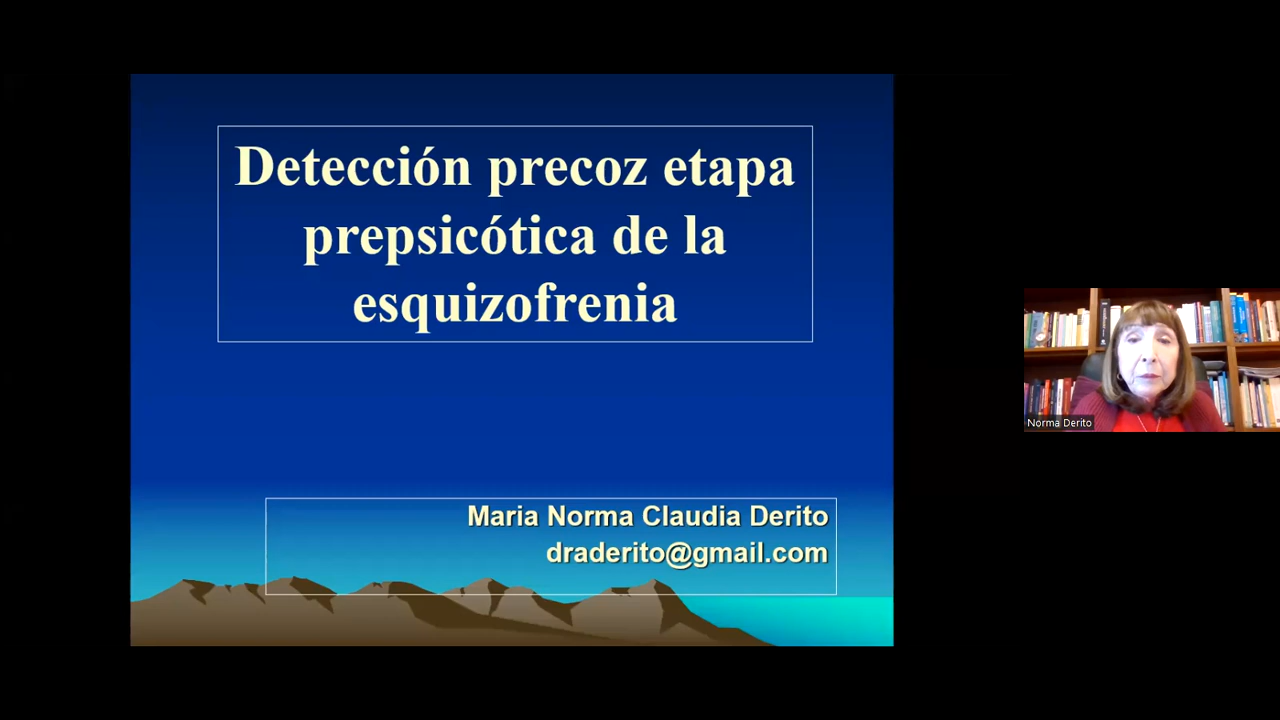 Detección precoz etapa
prepsicótica de la
esquizofrenia
Maria Norma Claudia Derito
draderito@gmail.com
Norma Derito